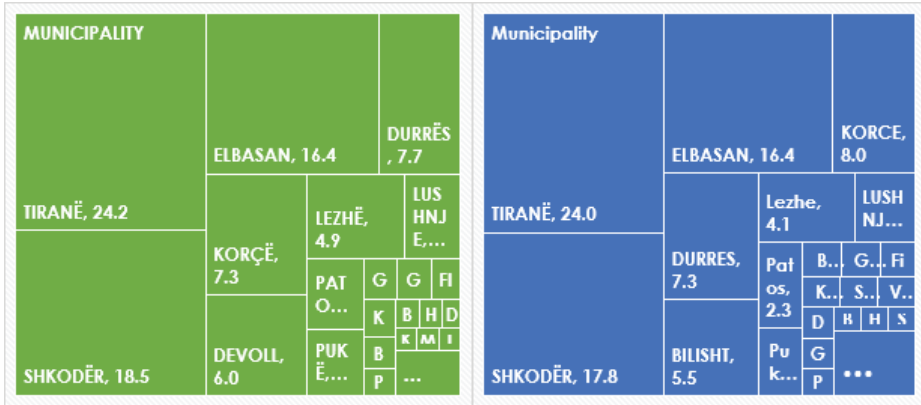 MUNICIPALITY
TIRANË, 24.2
SHKODËR, 18.5
ELBASAN, 16.4
DURRËS
, 7.7
KORÇË,
7.3
DEVOLL,
6.0
LEZHË,
4.9
LUS
HNJ
E,...
PAT
O...
PUK
Ë,...
G
G
FI
K
B
H
D
K
M
I
B
P
...
Municipality
TIRANË, 24.0
SHKODËR, 17.8
ELBASAN, 16.4
KORCE,
8.0
DURRES,
7.3
BILISHT,
5.5
Lezhe,
4.1
LUSH
NJ...
Pat
os,
2.3
Pu
k...
B...
G...
Fi
K...
S...
V...
D
B
H
S
G
P
...